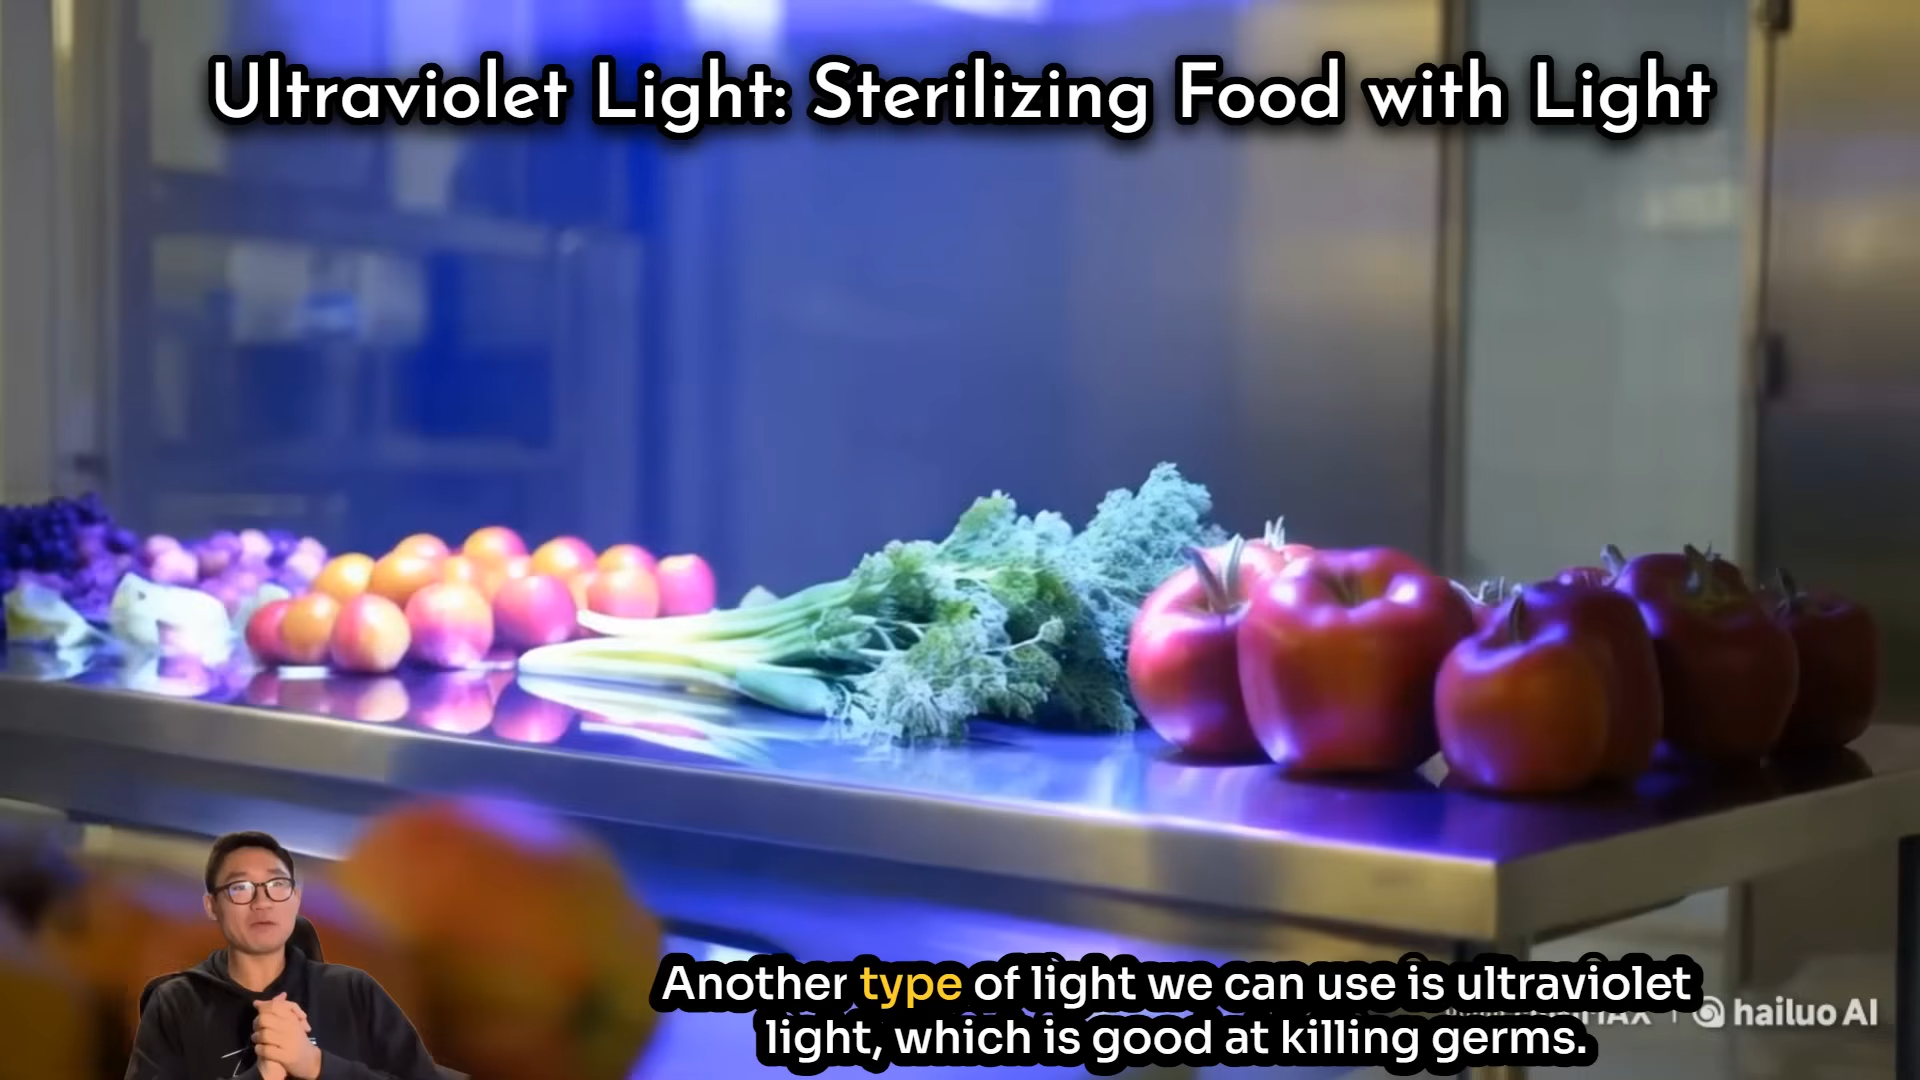 Ultraviolet Light: Sterilizing Food with Light
Another type of light we can use is ultraviolet
light, which is good at killing germs.
hailuo AI